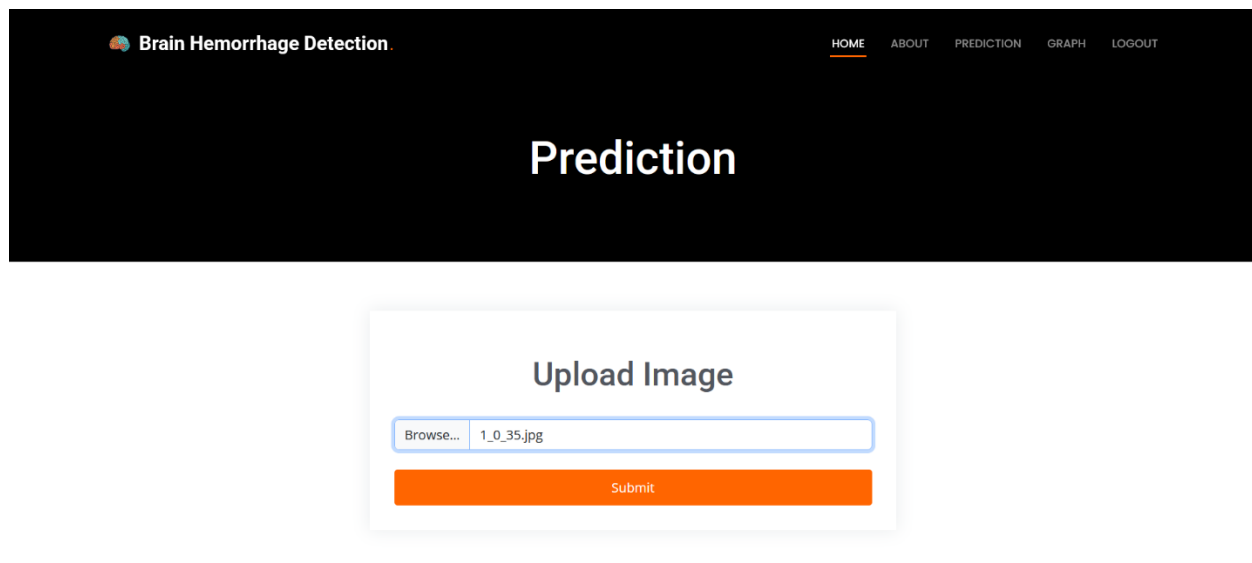 Brain Hemorrhage Detection.
HOME ABOUT PREDICTION GRAPH LOGOUT
Prediction
Upload Image
Browse... 1_0_35.jpg
Submit